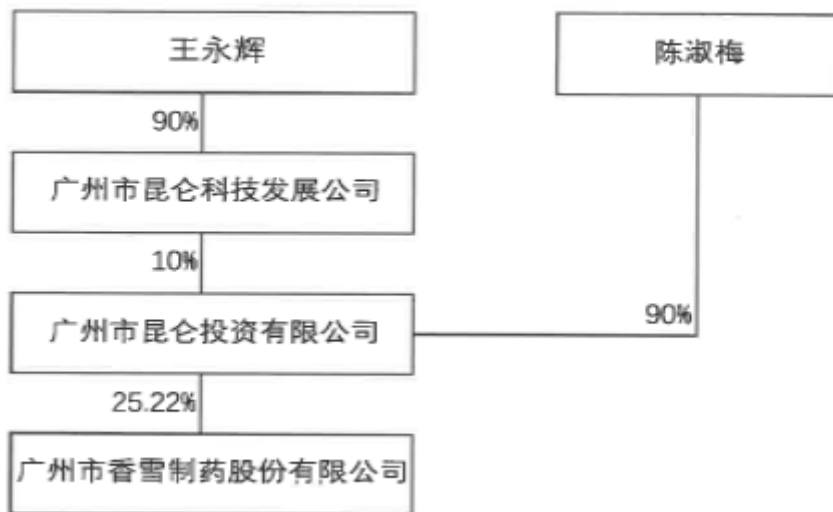 王永辉
陈淑梅
90%
广州市昆仑科技发展公司
10%
广州市昆仑投资有限公司
90%
25.22%
广州市香雪制药股份有限公司